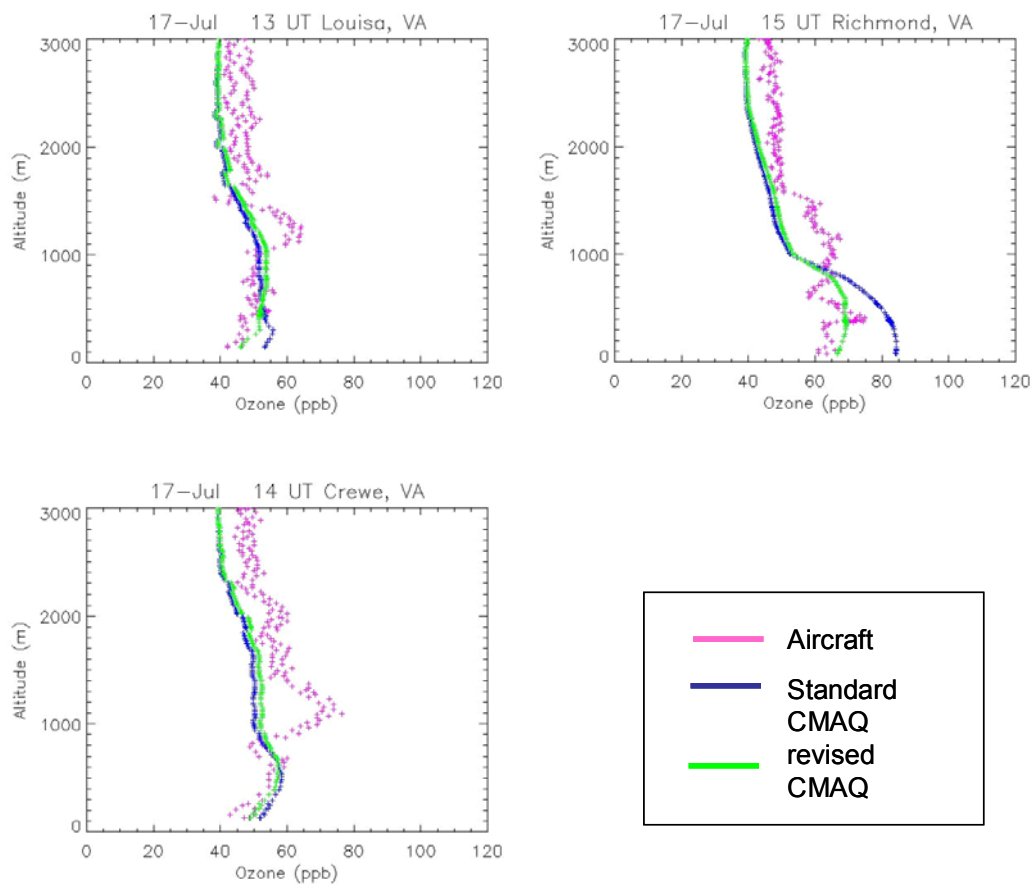 17-Jul 13 UT Louisa, VA
3000
2000
1000
0
Altitude (m)
0 20 40 60 80 100 120
Ozone (ppb)
17-Jul 15 UT Richmond, VA
3000
2000
1000
0
Altitude (m)
0 20 40 60 80 100 120
Ozone (ppb)
17-Jul 14 UT Crewe, VA
3000
2000
1000
0
Altitude (m)
0 20 40 60 80 100 120
Ozone (ppb)
Aircraft
Standard
CMAQ
revised
CMAQ